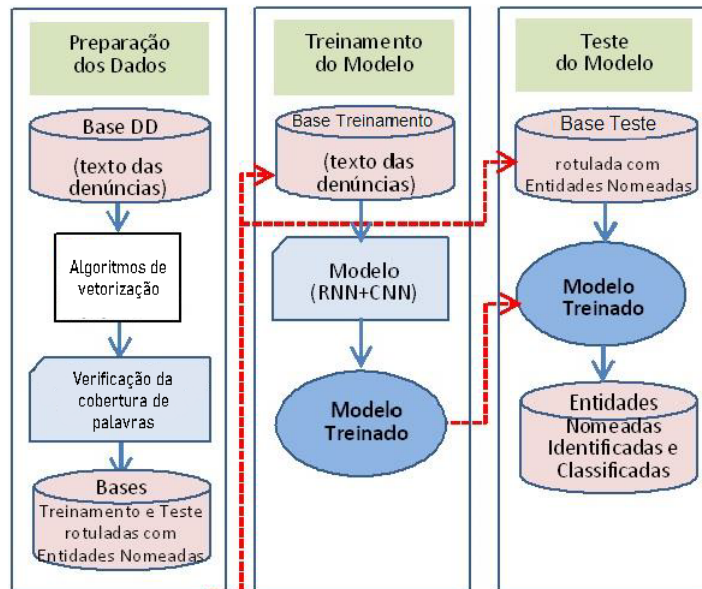 Preparação
dos Dados
Base DD
(texto das
denúncias)
Algoritmos de
vetorização
Verificação da
cobertura de
palavras
Bases
Treinamento e Teste
rotuladas com
Entidades Nomeadas
Treinamento
do Modelo
Base Treinamento
(texto das
denúncias)
Modelo
(RNN+CNN)
Modelo
Treinado
Teste
do Modelo
Base Teste
rotulada com
Entidades Nomeadas
Modelo
Treinado
Entidades
Nomeadas
Identificadas e
Classificadas